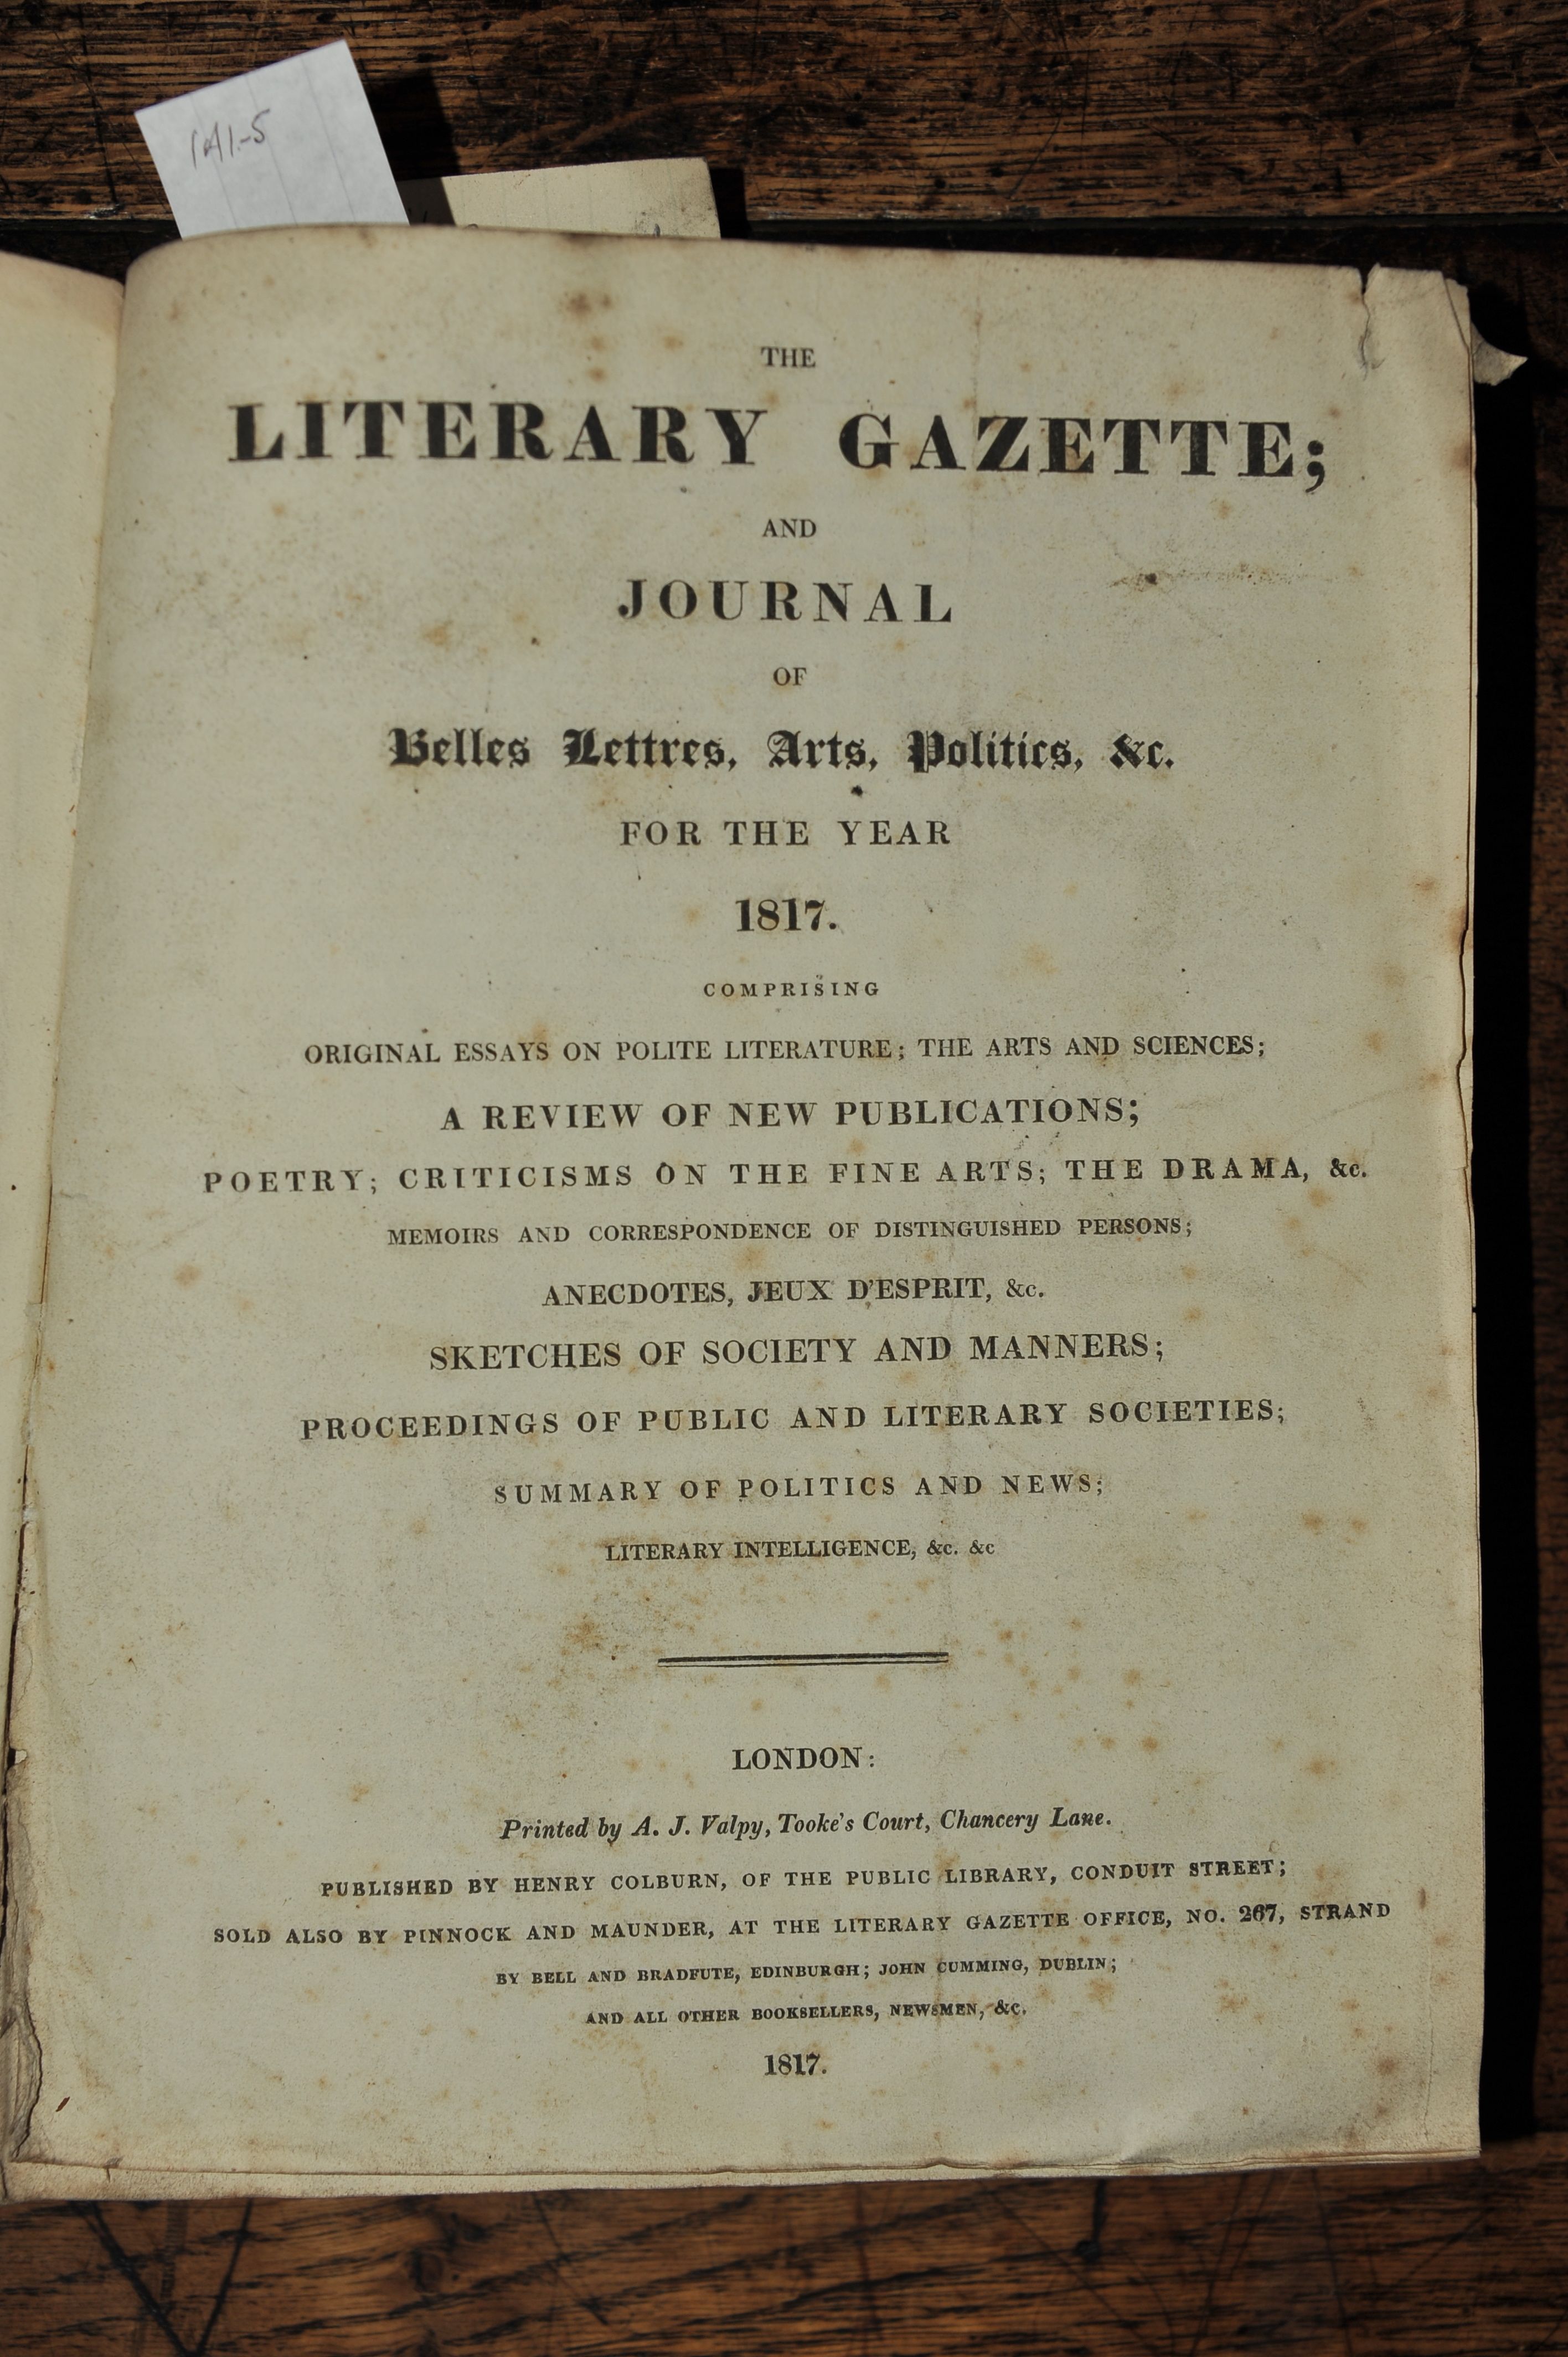 THE
LITERARY GAZETTE;
AND
JOURNAL
OF
Belles Lettres, Arts, Politics, &c.
FOR THE YEAR
1817.
COMPRISING
ORIGINAL ESSAYS ON POLITE LITERATURE; THE ARTS AND SCIENCES;
A REVIEW OF NEW PUBLICATIONS;
POETRY; CRITICISMS ON THE FINE ARTS; THE DRAMA, &c.
MEMOIRS AND CORRESPONDENCE OF DISTINGUISHED PERSONS;
ANECDOTES, JEUX D'ESPRIT, &c.
SKETCHES OF SOCIETY AND MANNERS;
PROCEEDINGS OF PUBLIC AND LITERARY SOCIETIES;
SUMMARY OF POLITICS AND NEWS;
LITERARY INTELLIGENCE, &c. &c
LONDON:
Printed by A. J. Valpy, Tooke's Court, Chancery Lane.
PUBLISHED BY HENRY COLBURN, OF THE PUBLIC LIBRARY, CONDUIT STREET;
SOLD ALSO BY PINNOCK AND MAUNDER, AT THE LITERARY GAZETTE OFFICE, NO. 267, STRAND
BY BELL AND BRADFUTE, EDINBURGH; JOHN CUMMING, DUBLIN;
AND ALL OTHER BOOKSELLERS, NEWSMEN, &c.
1817.